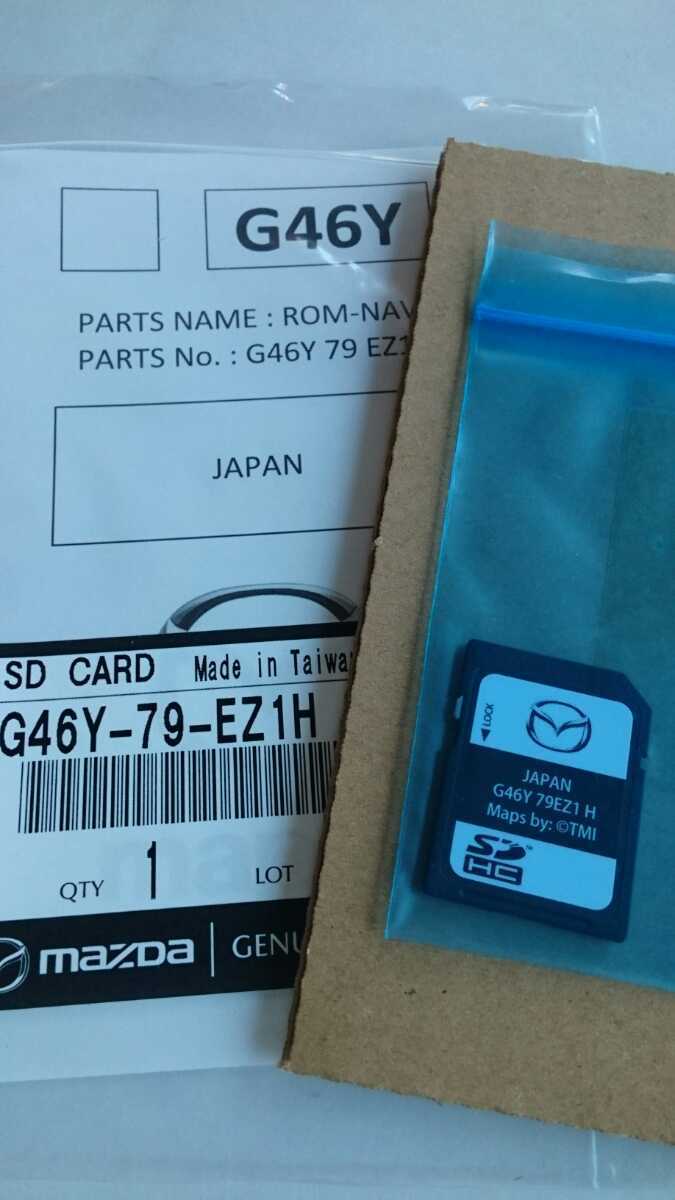 G46Y
PARTS NAME : ROM-NAV
PARTS No. : G46Y 79 EZ1
JAPAN
SD CARD Made in Taiwa
G46Y-79-EZ1H
QTY 1 LOT
mazda GENU
LOCK
JAPAN
G46Y 79EZ1 H
Maps by: ©TMI
SD™
HC